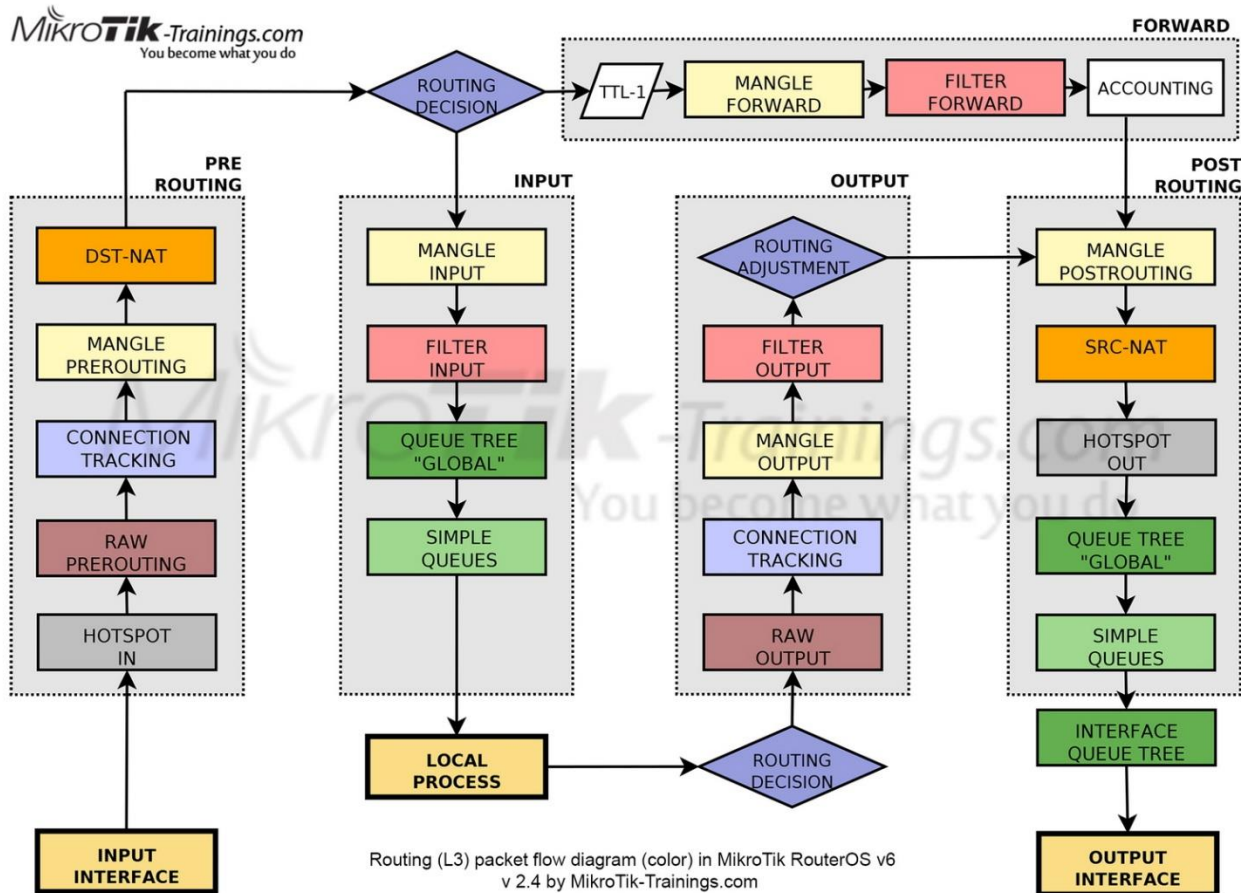 MikroTik-Trainings.com
You become what you do
FORWARD
ROUTING
DECISION
TTL-1
MANGLE
FORWARD
FILTER
FORWARD
ACCOUNTING
PRE
ROUTING
DST-NAT
MANGLE
PREROUTING
CONNECTION
TRACKING
RAW
PREROUTING
HOTSPOT
IN
INPUT
INTERFACE
INPUT
MANGLE
INPUT
FILTER
INPUT
QUEUE TREE
"GLOBAL"
SIMPLE
QUEUES
LOCAL
PROCESS
OUTPUT
ROUTING
ADJUSTMENT
FILTER
OUTPUT
MANGLE
OUTPUT
CONNECTION
TRACKING
RAW
OUTPUT
ROUTING
DECISION
POST
ROUTING
MANGLE
POSTROUTING
SRC-NAT
HOTSPOT
OUT
QUEUE TREE
"GLOBAL"
SIMPLE
QUEUES
INTERFACE
QUEUE TREE
OUTPUT
INTERFACE
MikroTik-Trainings.com
You become what you do
Routing (L3) packet flow diagram (color) in MikroTik RouterOS v6
v 2.4 by MikroTik-Trainings.com